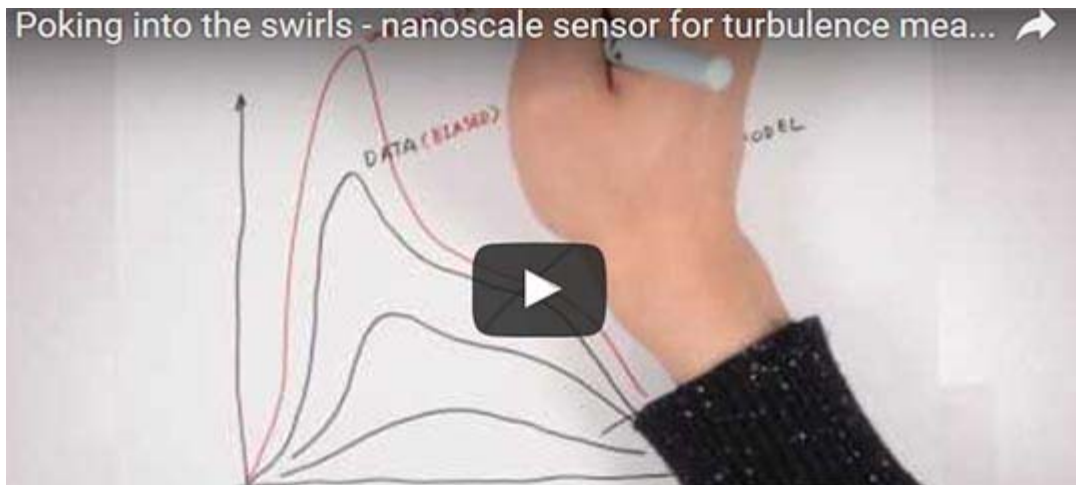 Poking into the swirls - nanoscale sensor for turbulence mea...
DATA (BIASED)
ODEL